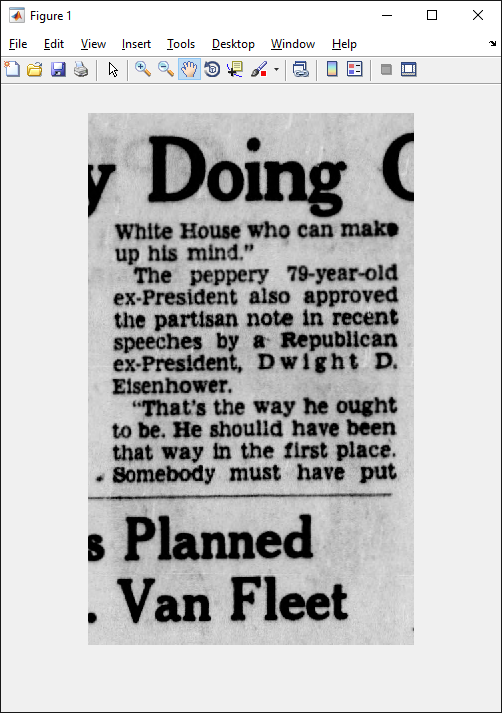 Figure 1
File Edit View Insert Tools Desktop Window Help
y Doing
White House who can make
up his mind."
The peppery 79-year-old
ex-President also approved
the partisan note in recent
speeches by a Republican
ex-President, Dwight D.
Eisenhower.
"That's the way he ought
to be. He shoulld have been
that way in the first place.
Somebody must have put
s Planned
. Van Fleet